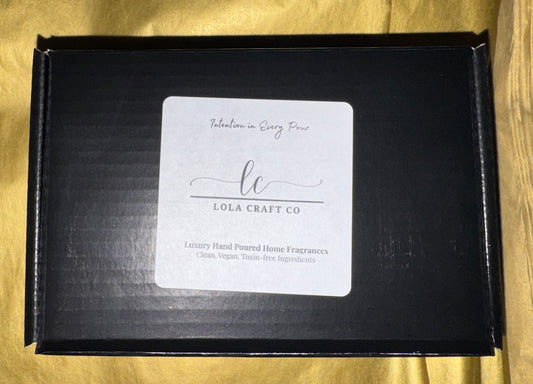 Intention in Every Pour
lc
LOLA CRAFT CO
Luxury Hand Poured Home Fragrances
Clean, Vegan, Toxin-free Ingredients